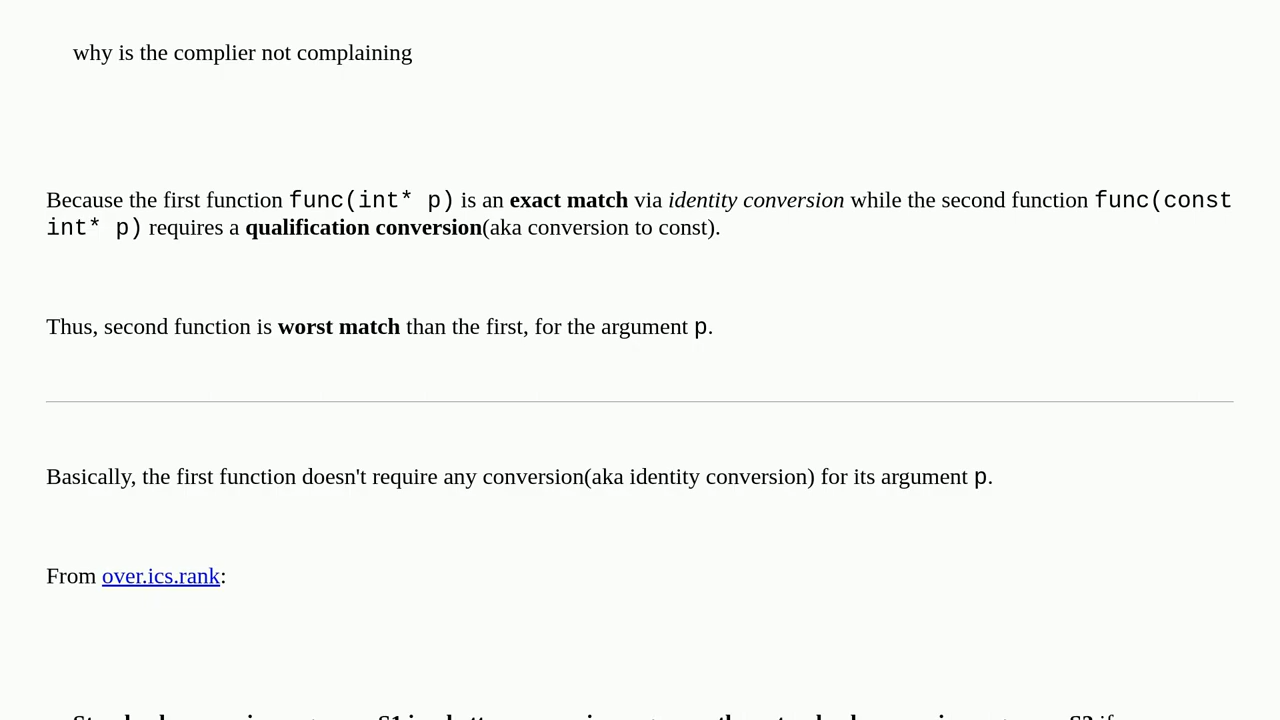 why is the complier not complaining
Because the first function func(int* p) is an exact match via identity conversion while the second function func(const
int* p) requires a qualification conversion(aka conversion to const).
Thus, second function is worst match than the first, for the argument p.
Basically, the first function doesn't require any conversion(aka identity conversion) for its argument p.
From over.ics.rank: